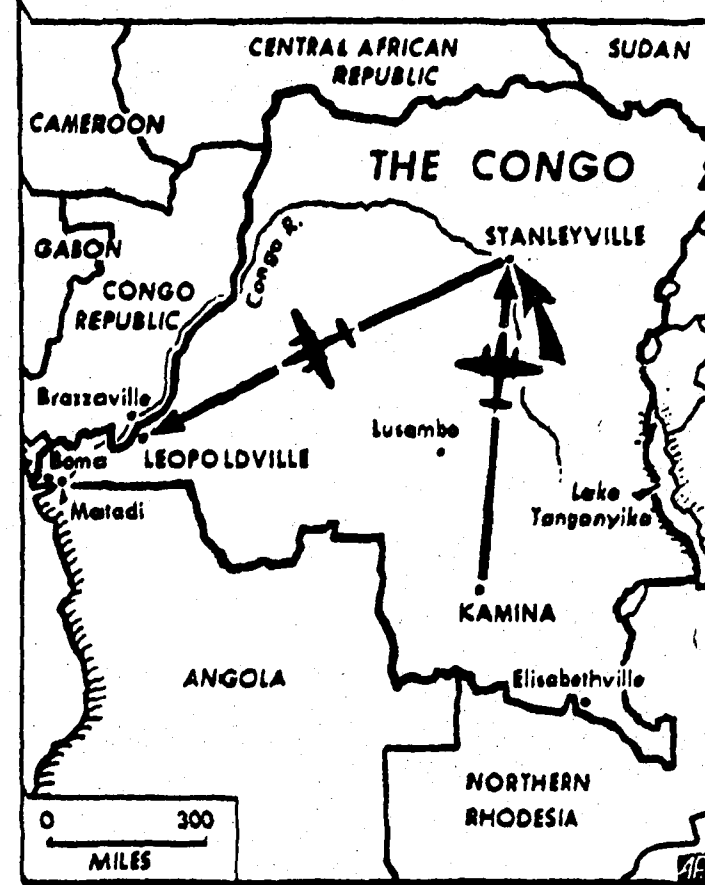 CENTRAL AFRICAN
REPUBLIC
SUDAN
CAMEROON
THE CONGO
GABON
Congo R.
STANLEYVILLE
CONGO
REPUBLIC
Brazzaville
Lusambo
LEOPOLDVILLE
Boma
Matadi
Lake
Tanganyika
KAMINA
ANGOLA
Elisabethville
NORTHERN
RHODESIA
0 300
MILES
AP